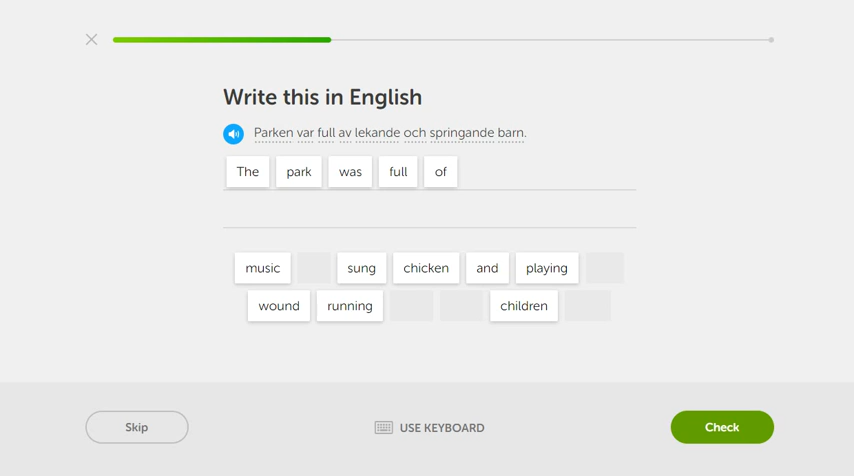 Write this in English
Parken var full av lekande och springande barn.
The park was full of
music sung chicken and playing
wound running children
Skip USE KEYBOARD Check